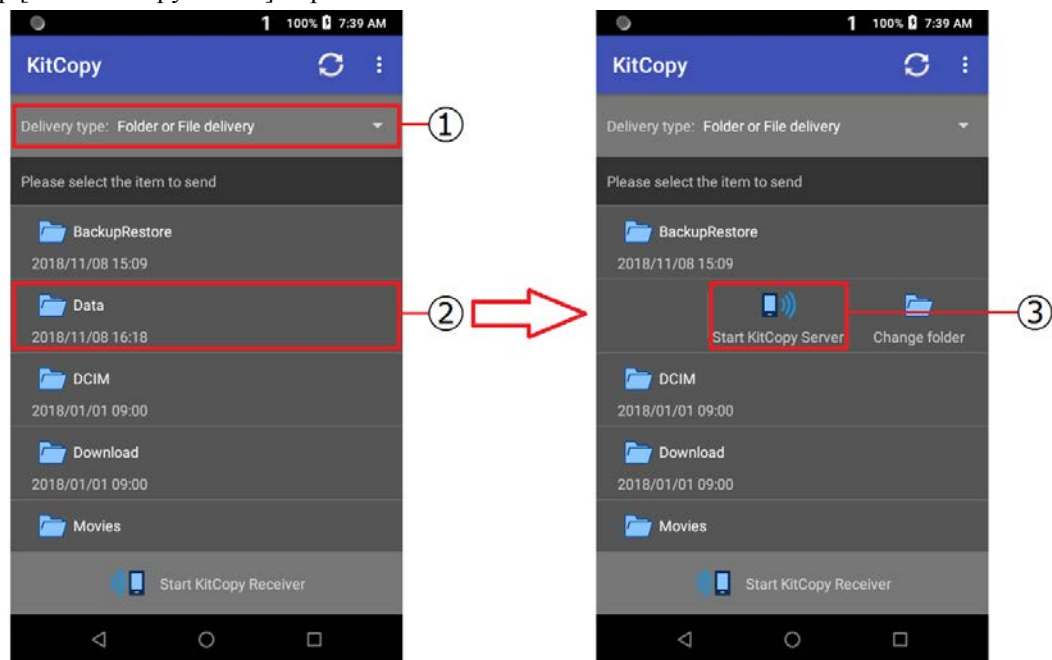 1 100% 7:39 AM
KitCopy
Delivery type: Folder or File delivery
①
Please select the item to send
BackupRestore
2018/11/08 15:09
Data
2018/11/08 16:18
②
DCIM
2018/01/01 09:00
Download
2018/01/01 09:00
Movies
Start KitCopy Receiver
1 100% 7:39 AM
KitCopy
Delivery type: Folder or File delivery
Please select the item to send
BackupRestore
2018/11/08 15:09
Start KitCopy Server Change folder
③
DCIM
2018/01/01 09:00
Download
2018/01/01 09:00
Movies
Start KitCopy Receiver